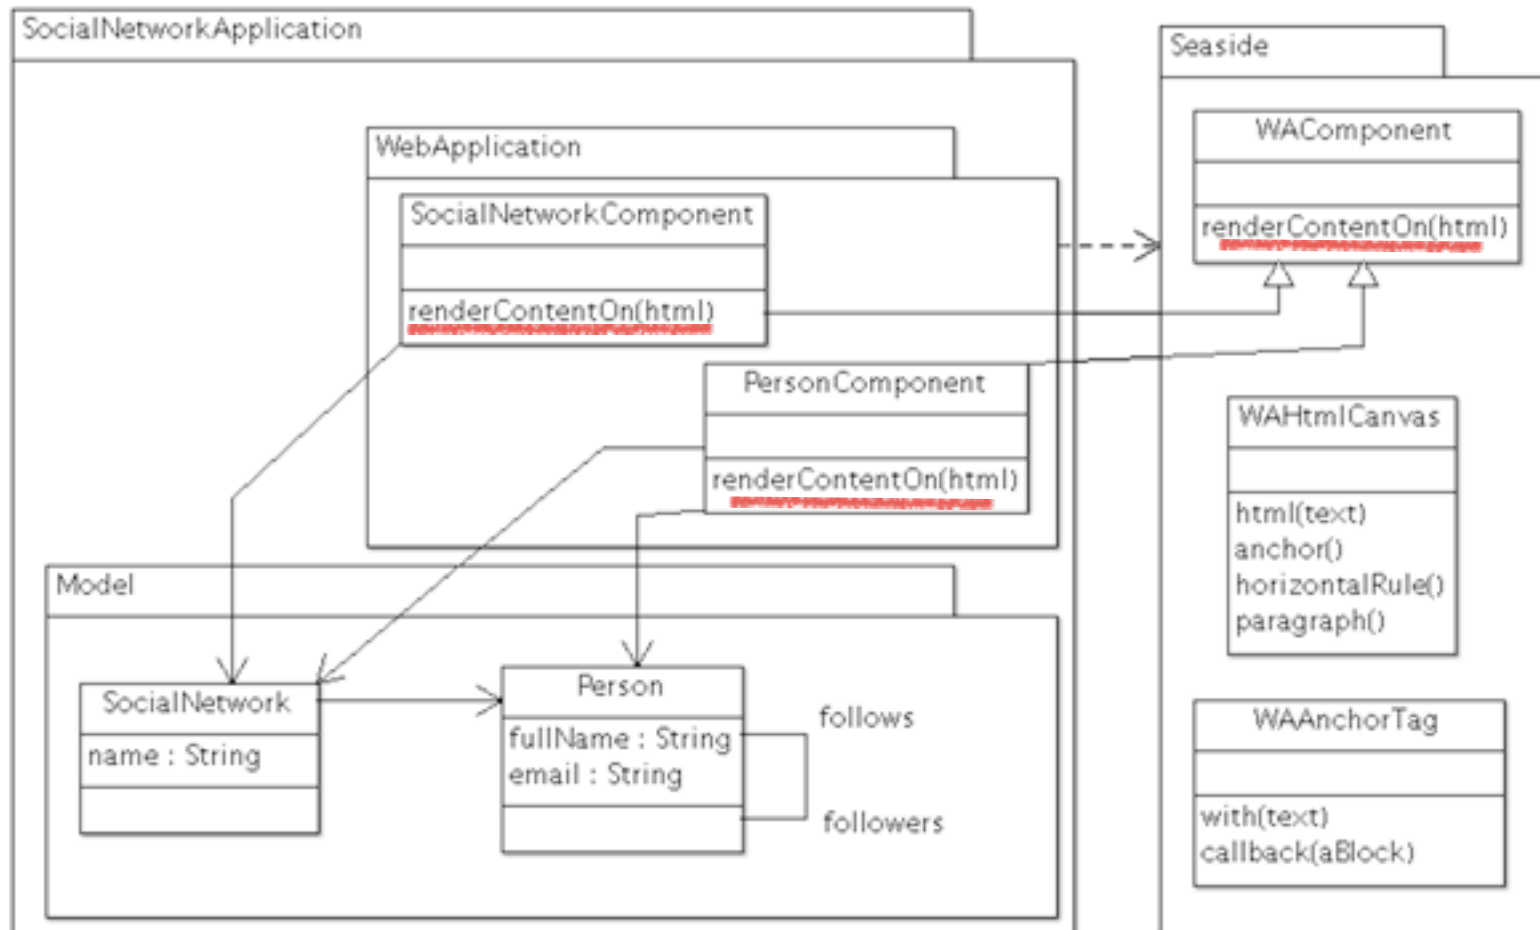 SocialNetworkApplication
WebApplication
SocialNetworkComponent
renderContentOn(html)
PersonComponent
renderContentOn(html)
Model
SocialNetwork
name : String
Person
fullName : String
email : String
follows
followers
Seaside
WAComponent
renderContentOn(html)
WAHtmlCanvas
html(text)
anchor()
horizontalRule()
paragraph()
WAAnchorTag
with(text)
callback(aBlock)